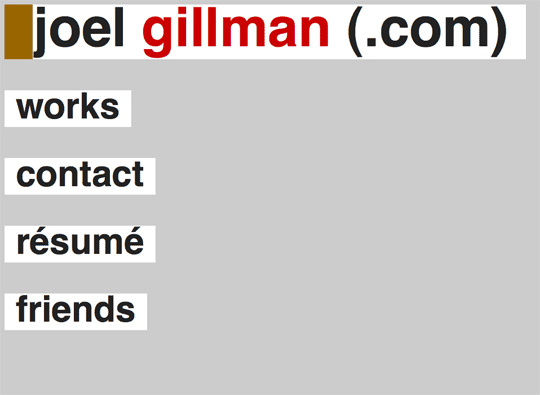 joel gillman (.com)
works
contact
résumé
friends